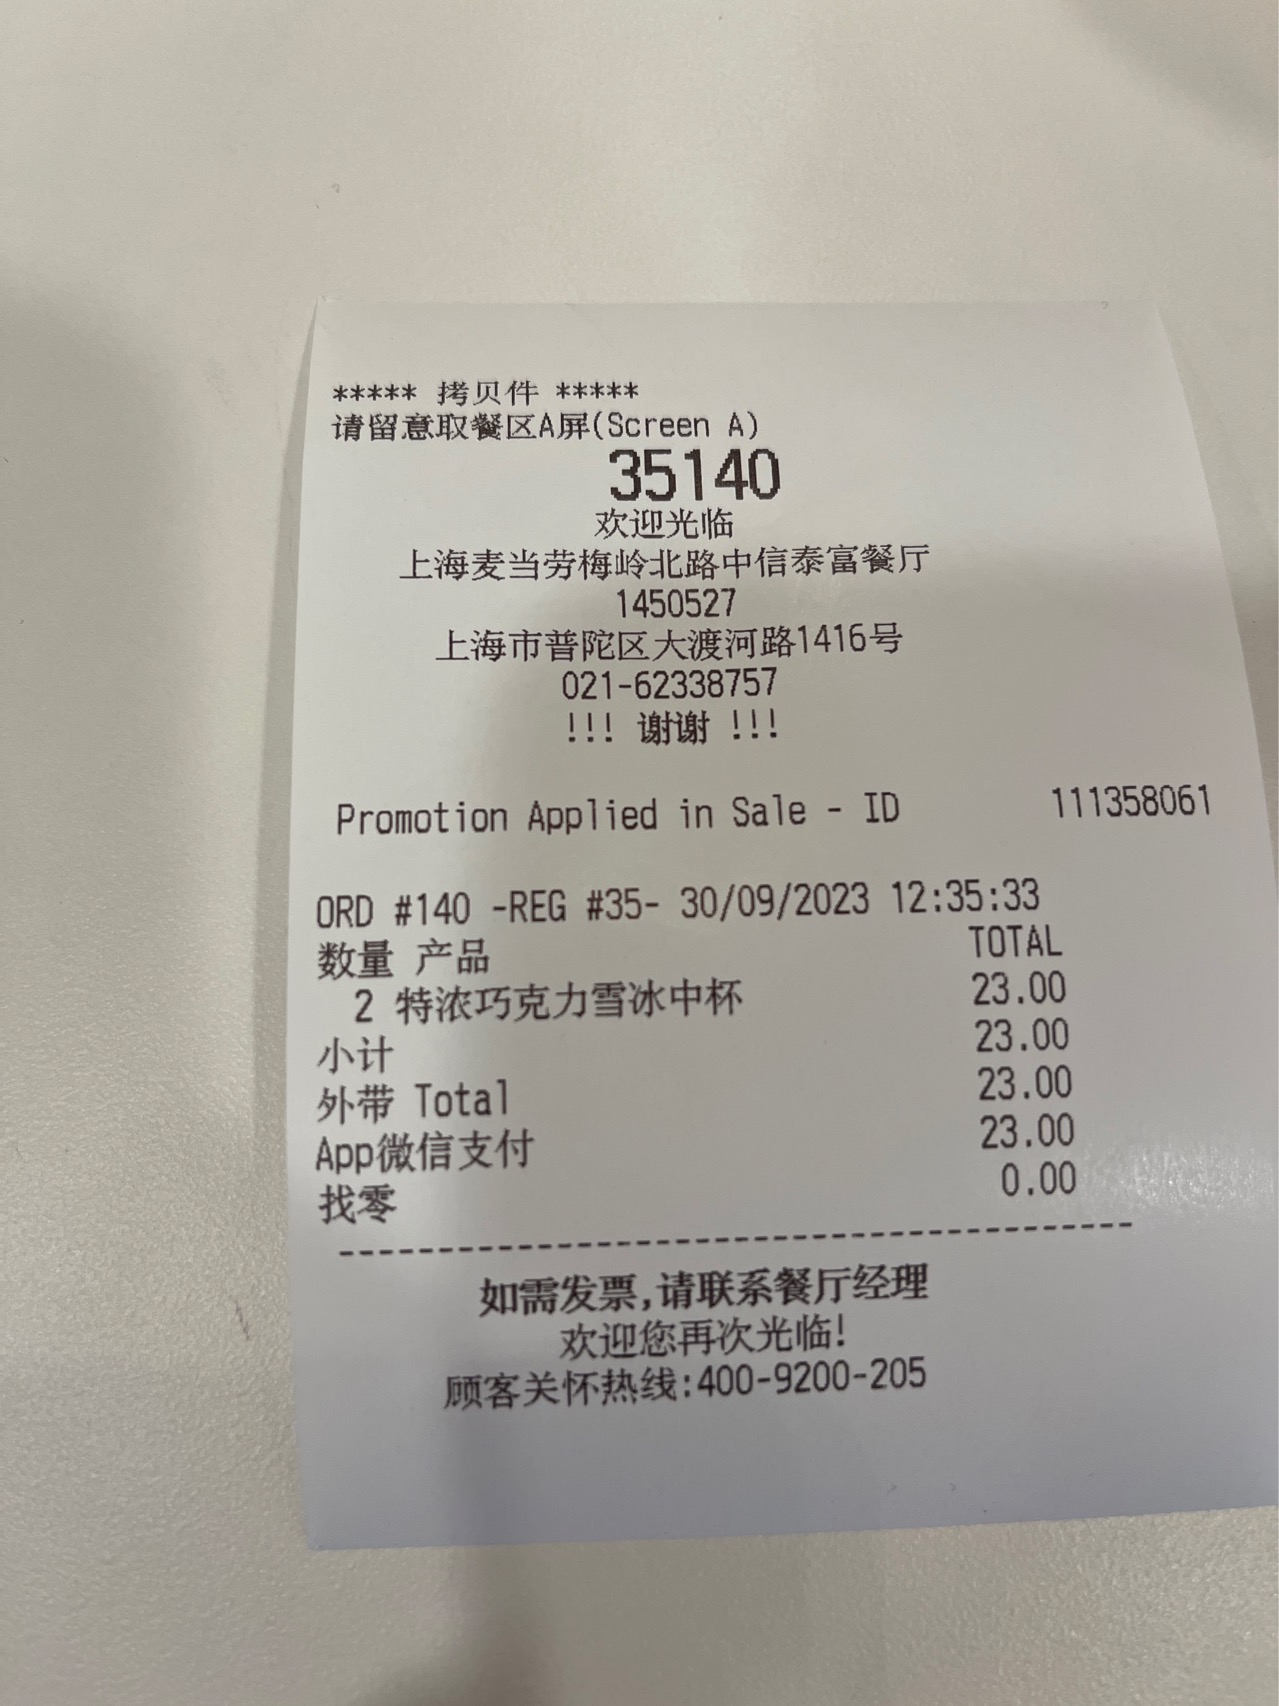 ***** 拷贝件 *****
请留意取餐区A屏(Screen A)
35140
欢迎光临
上海麦当劳梅岭北路中信泰富餐厅
1450527
上海市普陀区大渡河路1416号
021-62338757
!!! 谢谢 !!!
Promotion Applied in Sale - ID 111358061
ORD #140 -REG #35- 30/09/2023 12:35:33
数量 产品 TOTAL
2 特浓巧克力雪冰中杯 23.00
小计 23.00
外带 Total 23.00
App微信支付 23.00
找零 0.00
----------------------------------------
如需发票,请联系餐厅经理
欢迎您再次光临!
顾客关怀热线:400-9200-205